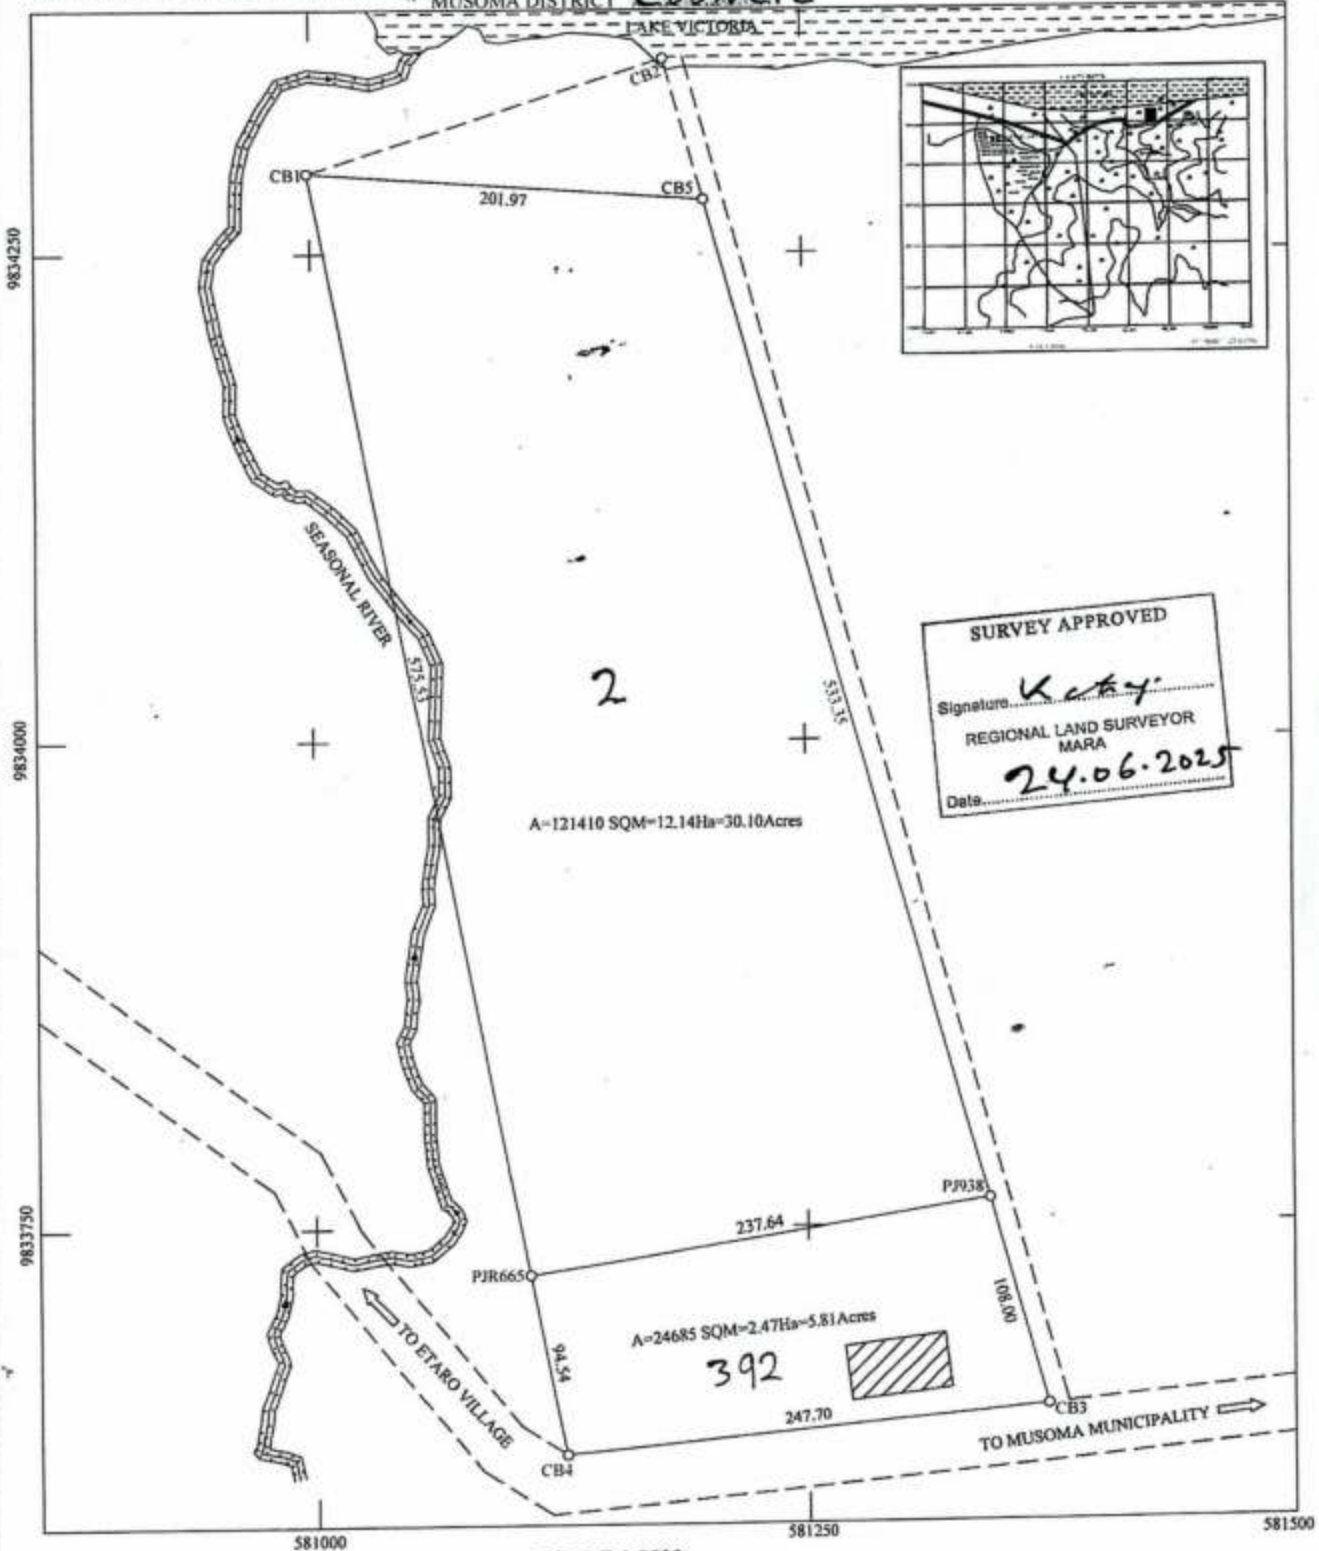 MUSOMA DISTRICT
LAKE VICTORIA
CB2
CB1
CB5
201.97
9834250
SEASONAL RIVER
575.53
2
533.35
SURVEY APPROVED
Signature
REGIONAL LAND SURVEYOR
MARA
Date 24.06.2025
9834000
A=121410 SQM=12.14Ha=30.10Acres
PJ938
237.64
9833750
PJR665
108.00
A=24685 SQM=2.47Ha=5.81Acres
392
94.54
TO ETARO VILLAGE
247.70
CB3
TO MUSOMA MUNICIPALITY
CB4
581000
581250
581500